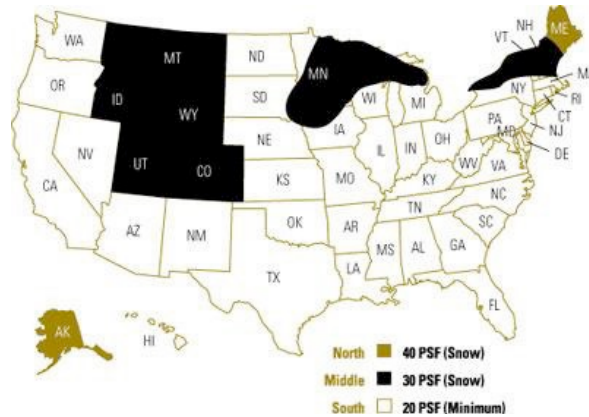 NH
VT
ME
WA
MT
ND
MN
OR
ID
SD
WI
MI
NY
MA
RI
CT
WY
IA
PA
NJ
NE
MD
DE
NV
UT
CO
IL
IN
OH
WV
VA
CA
KS
MO
KY
NC
TN
AZ
NM
OK
AR
SC
MS
AL
GA
TX
LA
FL
AK
HI
North 40 PSF (Snow)
Middle 30 PSF (Snow)
South 20 PSF (Minimum)